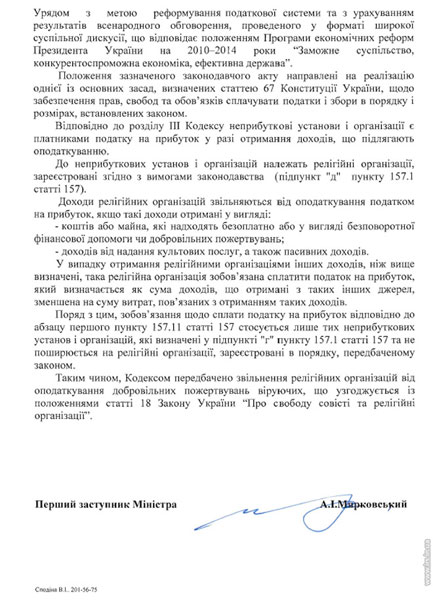 Урядом з метою реформування податкової системи та з урахуванням
результатів всенародного обговорення, проведеного у форматі широкої
суспільної дискусії, що відповідає положенням Програми економічних реформ
Президента України на 2010–2014 роки “Заможне суспільство,
конкурентоспроможна економіка, ефективна держава”.
Положення зазначеного законодавчого акту направлені на реалізацію
однієї із основних засад, визначених статтею 67 Конституції України, щодо
забезпечення прав, свобод та обов’язків сплачувати податки і збори в порядку і
розмірах, встановлених законом.
Відповідно до розділу III Кодексу неприбуткові установи і організації є
платниками податку на прибуток у разі отримання доходів, що підлягають
оподаткуванню.
До неприбуткових установ і організацій належать релігійні організації,
зареєстровані згідно з вимогами законодавства (підпункт "д" пункту 157.1
статті 157).
Доходи релігійних організацій звільняються від оподаткування податком
на прибуток, якщо такі доходи отримані у вигляді:
- коштів або майна, які надходять безоплатно або у вигляді безповоротної
фінансової допомоги чи добровільних пожертвувань;
- доходів від надання культових послуг, а також пасивних доходів.
У випадку отримання релігійними організаціями інших доходів, ніж вище
визначені, така релігійна організація зобов’язана сплатити податок на прибуток,
який визначається як сума доходів, що отримані з таких інших джерел,
зменшена на суму витрат, пов’язаних з отриманням таких доходів.
Поряд з цим, зобов’язання щодо сплати податку на прибуток відповідно до
абзацу першого пункту 157.11 статті 157 стосується лише тих неприбуткових
установ і організацій, які визначені у підпункті "г" пункту 157.1 статті 157 та не
поширюється на релігійні організації, зареєстровані в порядку, передбаченому
законом.
Таким чином, Кодексом передбачено звільнення релігійних організацій від
оподаткування добровільних пожертвувань віруючих, що узгоджується із
положеннями статті 18 Закону України “Про свободу совісті та релігійні
організації”.
Перший заступник Міністра А.І.Мярковський
Сподіна В.І.. 201-56-75